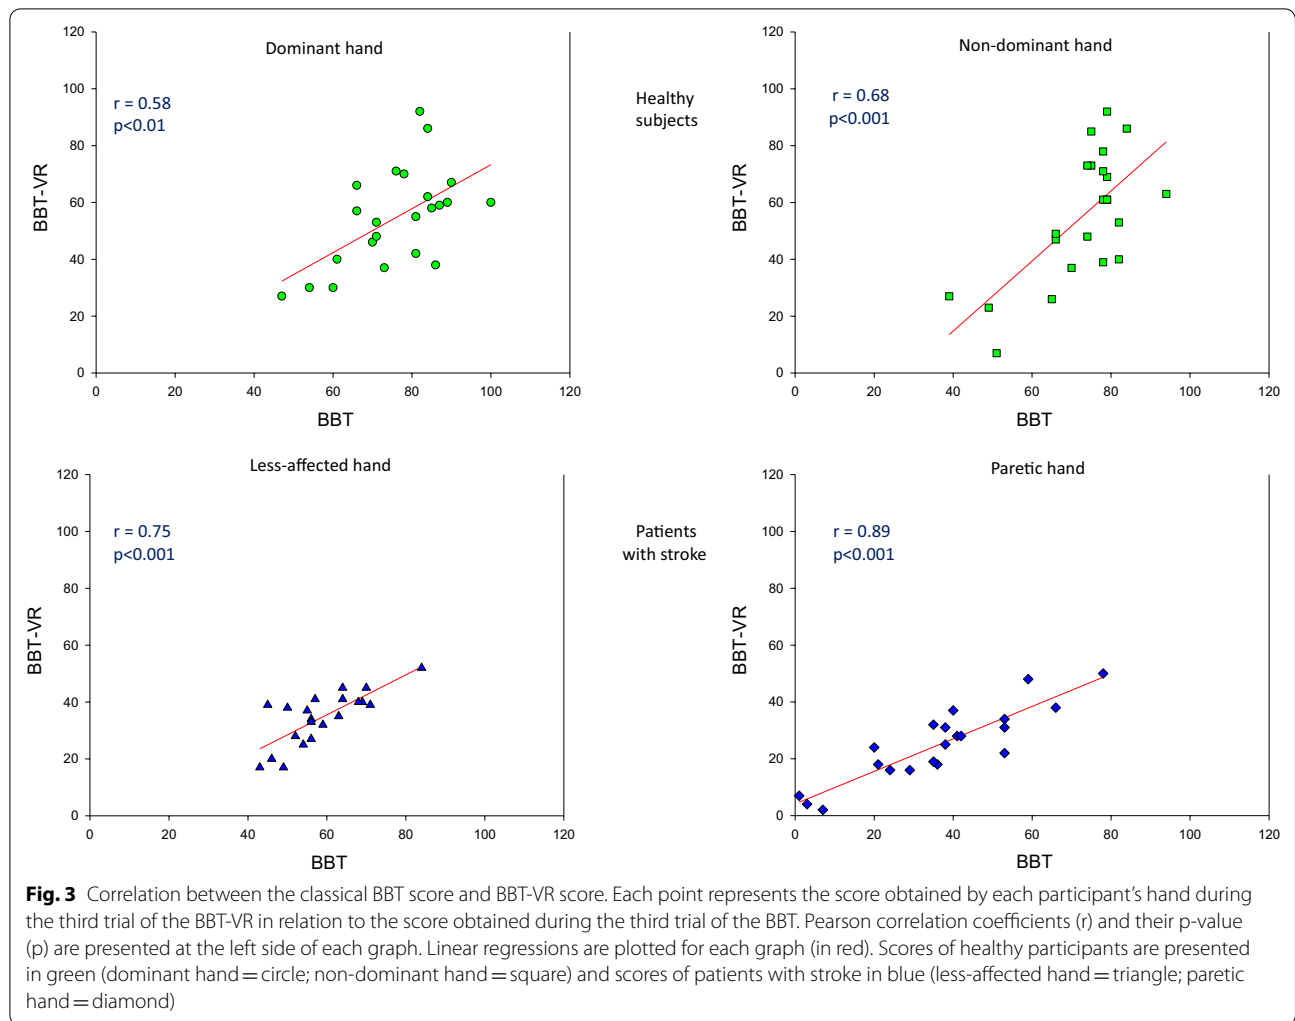 Dominant hand
r = 0.58
p<0.01
120
100
80
60
40
20
0
BBT-VR
0 20 40 60 80 100 120
BBT
Healthy
subjects
Non-dominant hand
r = 0.68
p<0.001
120
100
80
60
40
20
0
BBT-VR
0 20 40 60 80 100 120
BBT
Less-affected hand
r = 0.75
p<0.001
120
100
80
60
40
20
0
BBT-VR
0 20 40 60 80 100 120
BBT
Patients
with stroke
Paretic hand
r = 0.89
p<0.001
120
100
80
60
40
20
0
BBT-VR
0 20 40 60 80 100 120
BBT
Fig. 3 Correlation between the classical BBT score and BBT-VR score. Each point represents the score obtained by each participant's hand during
the third trial of the BBT-VR in relation to the score obtained during the third trial of the BBT. Pearson correlation coefficients (r) and their p-value
(p) are presented at the left side of each graph. Linear regressions are plotted for each graph (in red). Scores of healthy participants are presented
in green (dominant hand = circle; non-dominant hand = square) and scores of patients with stroke in blue (less-affected hand = triangle; paretic
hand = diamond)